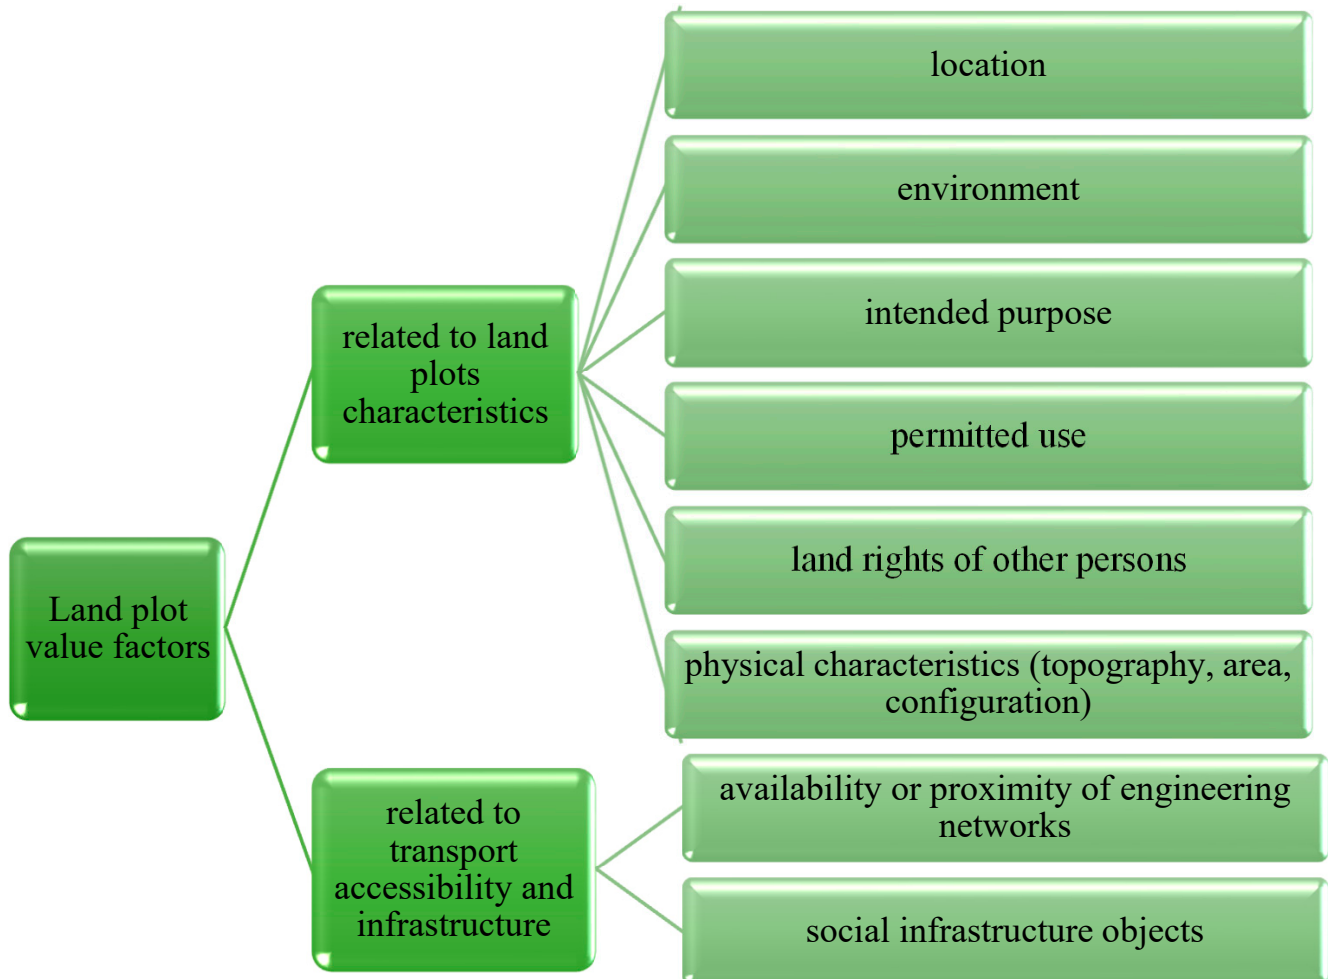 Land plot
value factors
related to land
plots
characteristics
location
environment
intended purpose
permitted use
land rights of other persons
physical characteristics (topography, area,
configuration)
related to
transport
accessibility and
infrastructure
availability or proximity of engineering
networks
social infrastructure objects